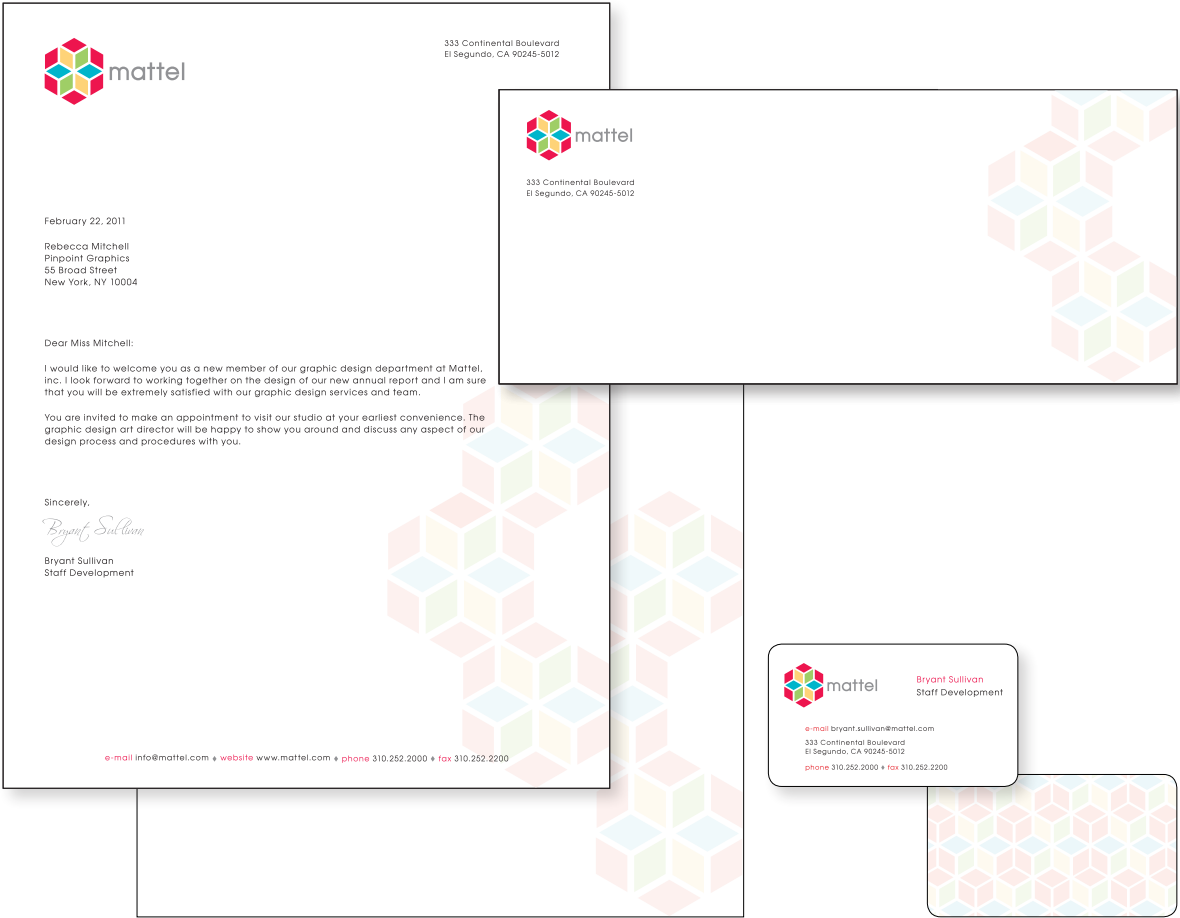 mattel
333 Continental Boulevard
El Segundo, CA 90245-5012
February 22, 2011
Rebecca Mitchell
Pinpoint Graphics
55 Broad Street
New York, NY 10004
Dear Miss Mitchell:
I would like to welcome you as a new member of our graphic design department at Mattel,
inc. I look forward to working together on the design of our new annual report and I am sure
that you will be extremely satisfied with our graphic design services and team.
You are invited to make an appointment to visit our studio at your earliest convenience. The
graphic design art director will be happy to show you around and discuss any aspect of our
design process and procedures with you.
Sincerely,
Bryant Sullivan
Bryant Sullivan
Staff Development
e-mail info@mattel.com ♦ website www.mattel.com ♦ phone 310.252.2000 ♦ fax 310.252.2200
mattel
333 Continental Boulevard
El Segundo, CA 90245-5012
mattel
Bryant Sullivan
Staff Development
e-mail bryant.sullivan@mattel.com
333 Continental Boulevard
El Segundo, CA 90245-5012
phone 310.252.2000 ♦ fax 310.252.2200